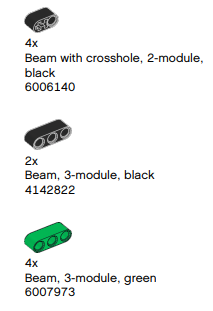 4x
Beam with crosshole, 2-module,
black
6006140
2x
Beam, 3-module, black
4142822
4x
Beam, 3-module, green
6007973